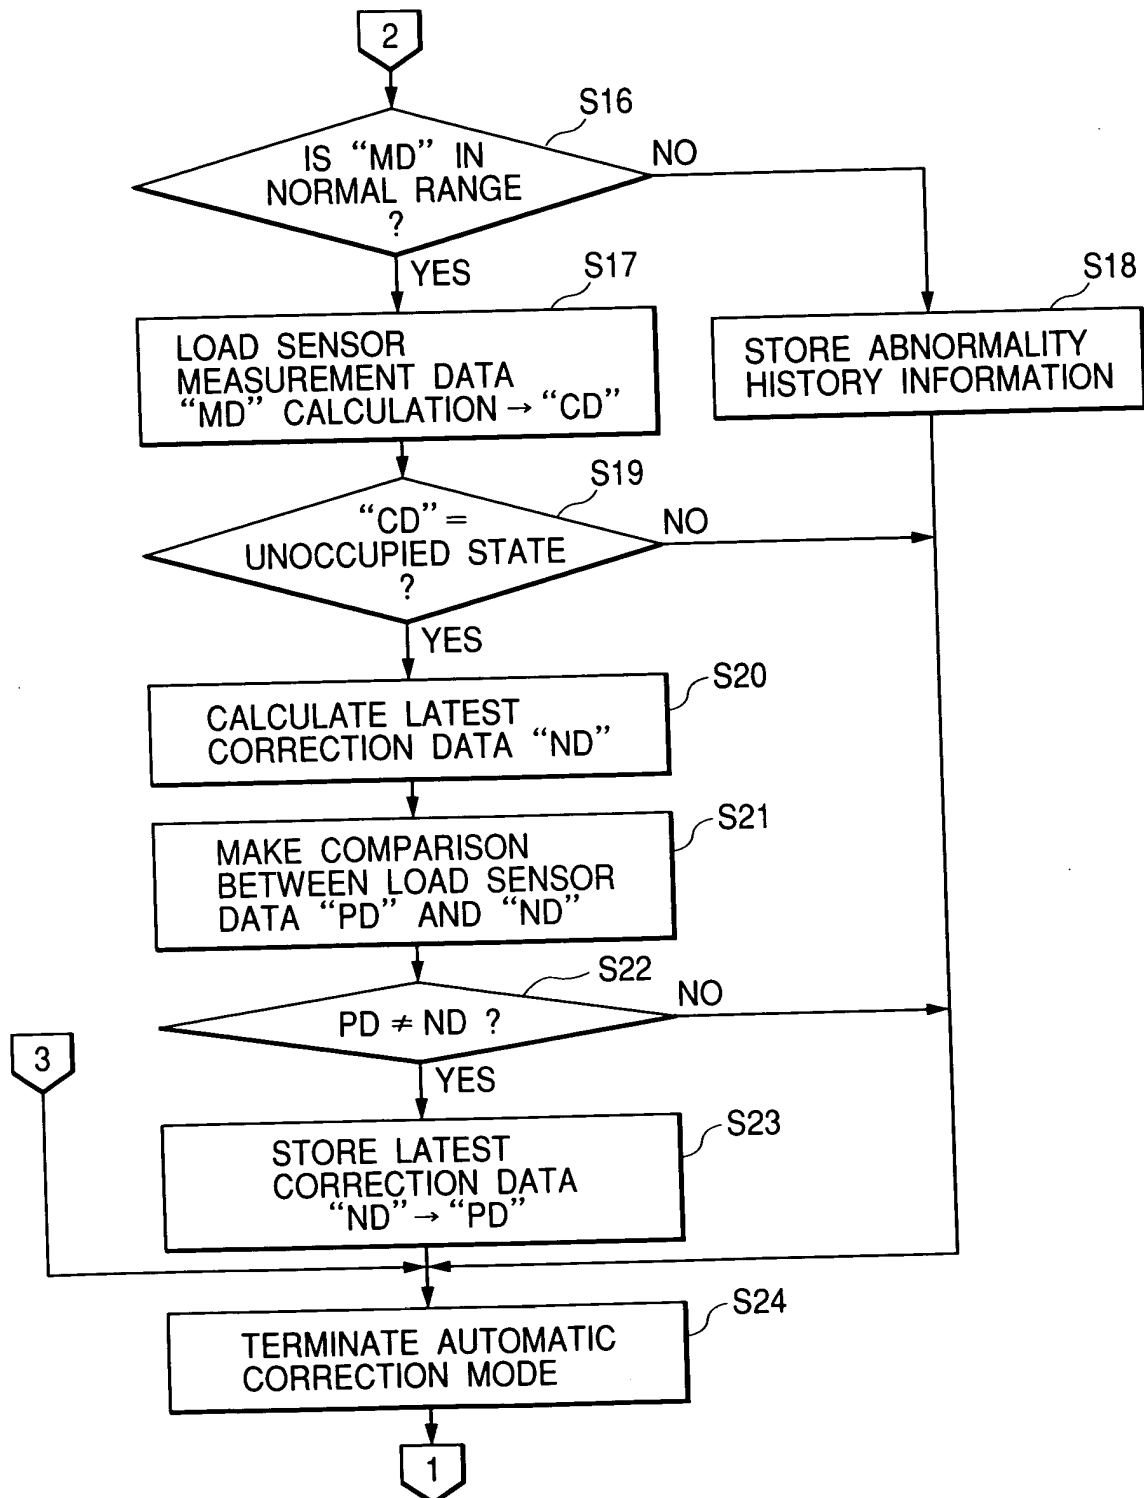 2
S16
IS “MD” IN
NORMAL RANGE
?
NO
YES
S17
LOAD SENSOR
MEASUREMENT DATA
“MD” CALCULATION → “CD”
S18
STORE ABNORMALITY
HISTORY INFORMATION
S19
“CD” =
UNOCCUPIED STATE
?
NO
YES
S20
CALCULATE LATEST
CORRECTION DATA “ND”
S21
MAKE COMPARISON
BETWEEN LOAD SENSOR
DATA “PD” AND “ND”
S22
PD ≠ ND ?
NO
YES
3
S23
STORE LATEST
CORRECTION DATA
“ND” → “PD”
S24
TERMINATE AUTOMATIC
CORRECTION MODE
1